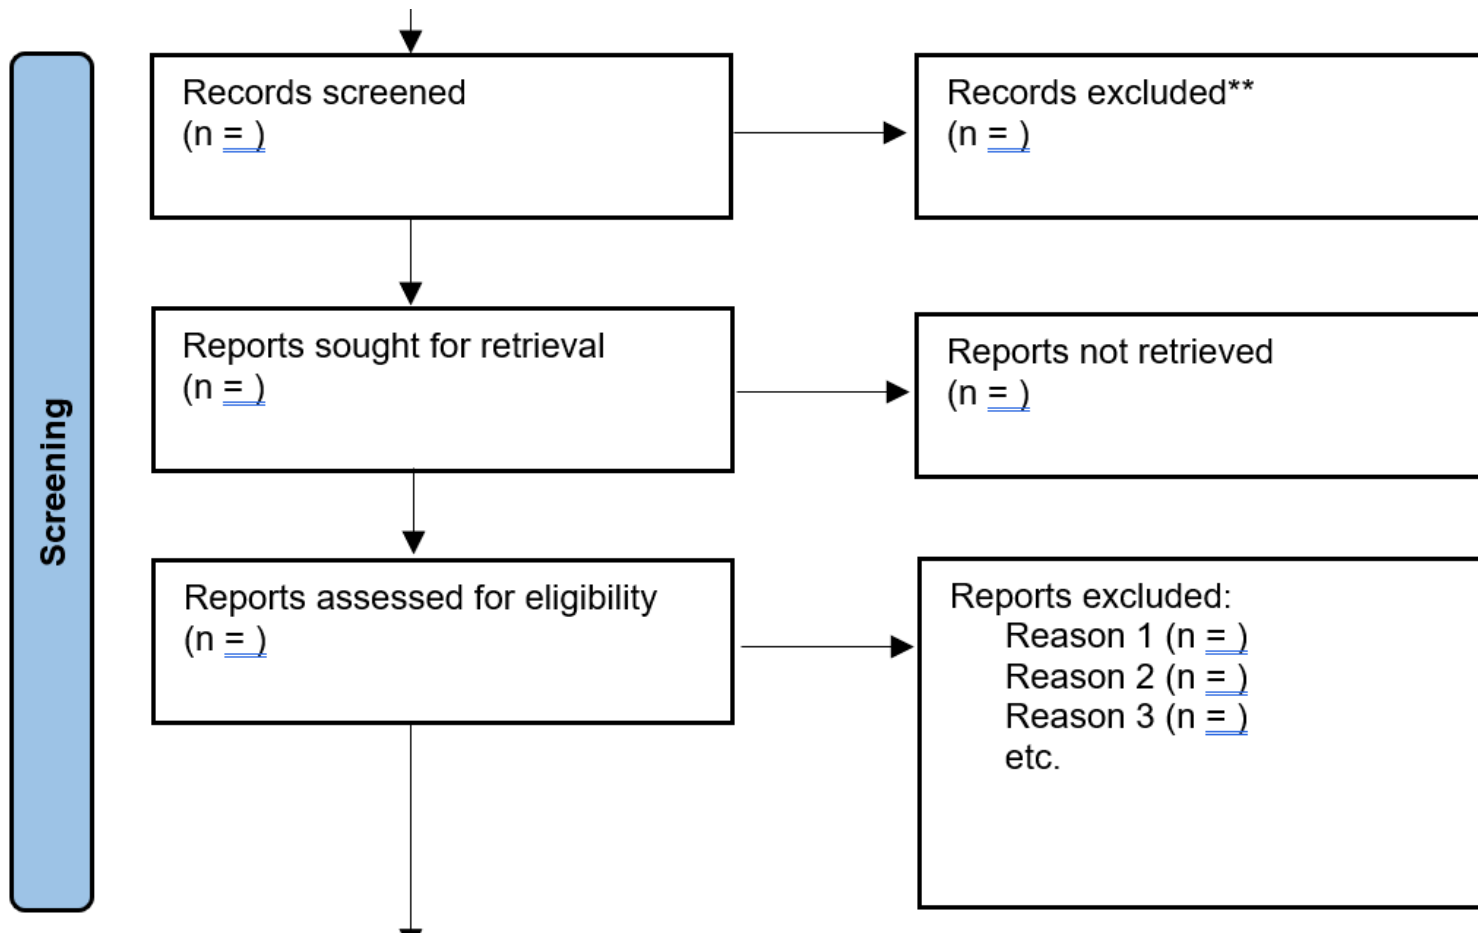 Screening
Records screened
(n = )
Records excluded**
(n = )
Reports sought for retrieval
(n = )
Reports not retrieved
(n = )
Reports assessed for eligibility
(n = )
Reports excluded:
Reason 1 (n = )
Reason 2 (n = )
Reason 3 (n = )
etc.